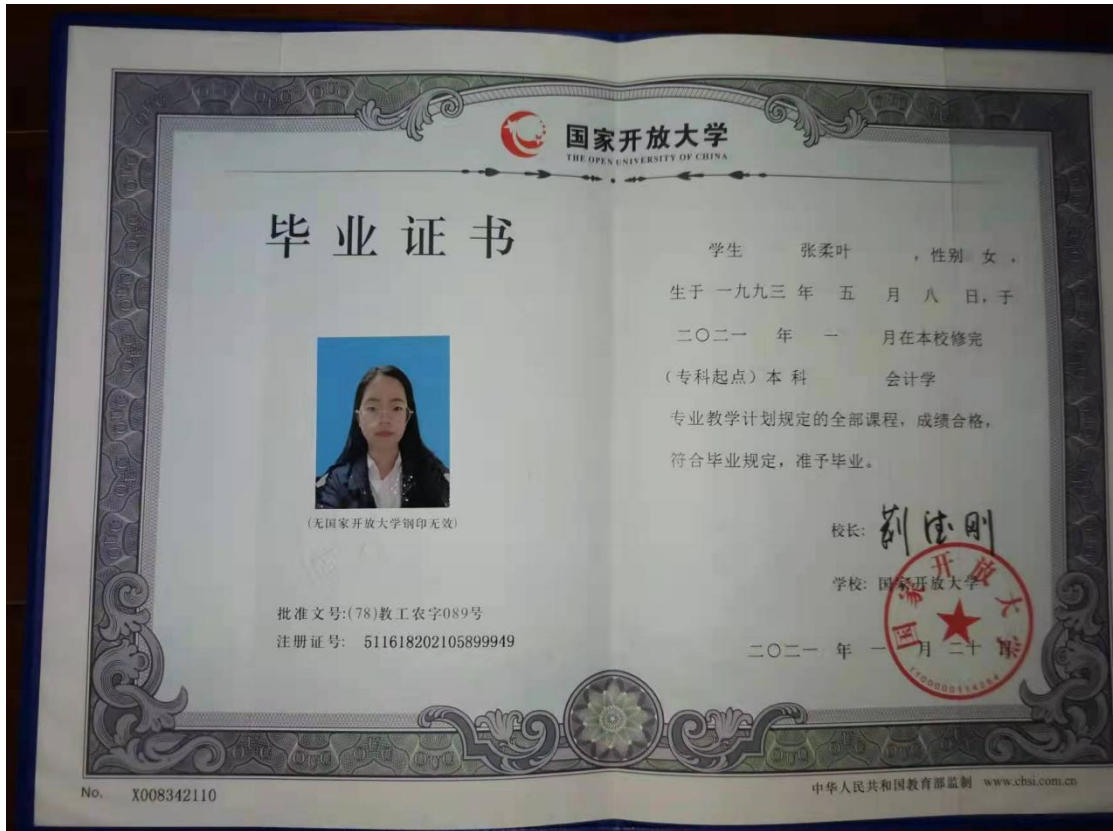 国家开放大学
THE OPEN UNIVERSITY OF CHINA
毕业证书
(无国家开放大学钢印无效)
批准文号:(78)教工农字089号
注册证号: 511618202105899949
学生 张柔叶 , 性别 女 ,
生于 一九九三 年 五 月 八 日, 于
二〇二一 年 一 月在本校修完
(专科起点) 本 科 会计学
专业教学计划规定的全部课程, 成绩合格,
符合毕业规定, 准予毕业。
校长:
学校: 国家开放大学
二〇二一 年 一 月 二十 日
国家开放大学
No. X008342110
中华人民共和国教育部监制 www.chsi.com.cn